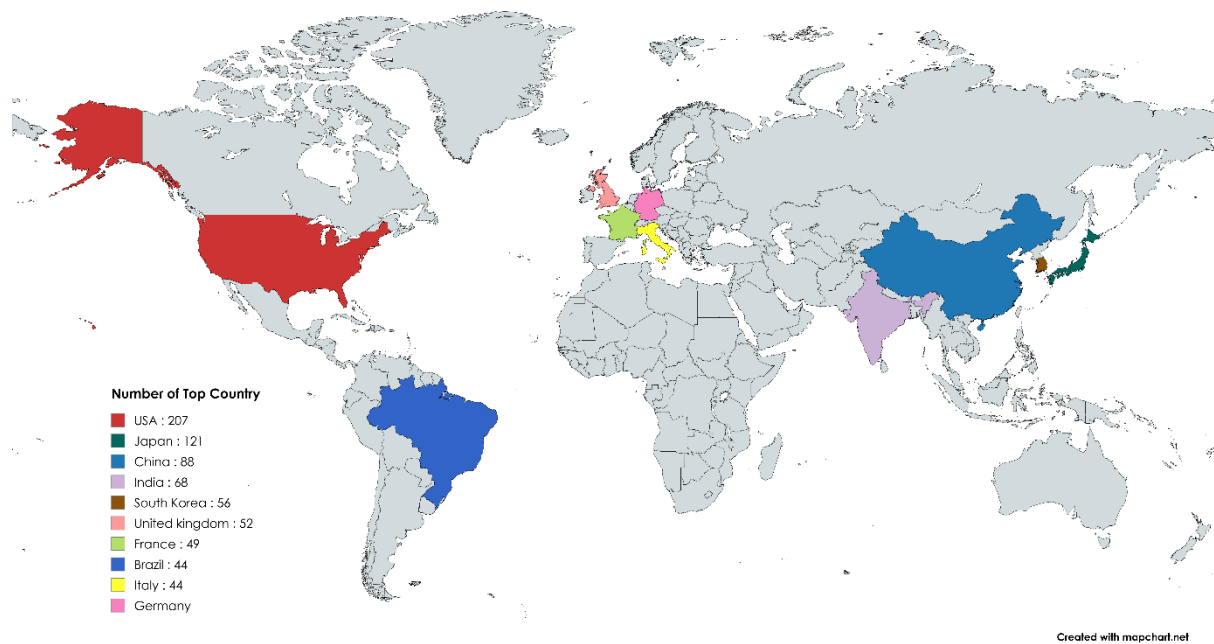 Number of Top Country
USA : 207
Japan : 121
China : 88
India : 68
South Korea : 56
United kingdom : 52
France : 49
Brazil : 44
Italy : 44
Germany
Created with mapchart.net